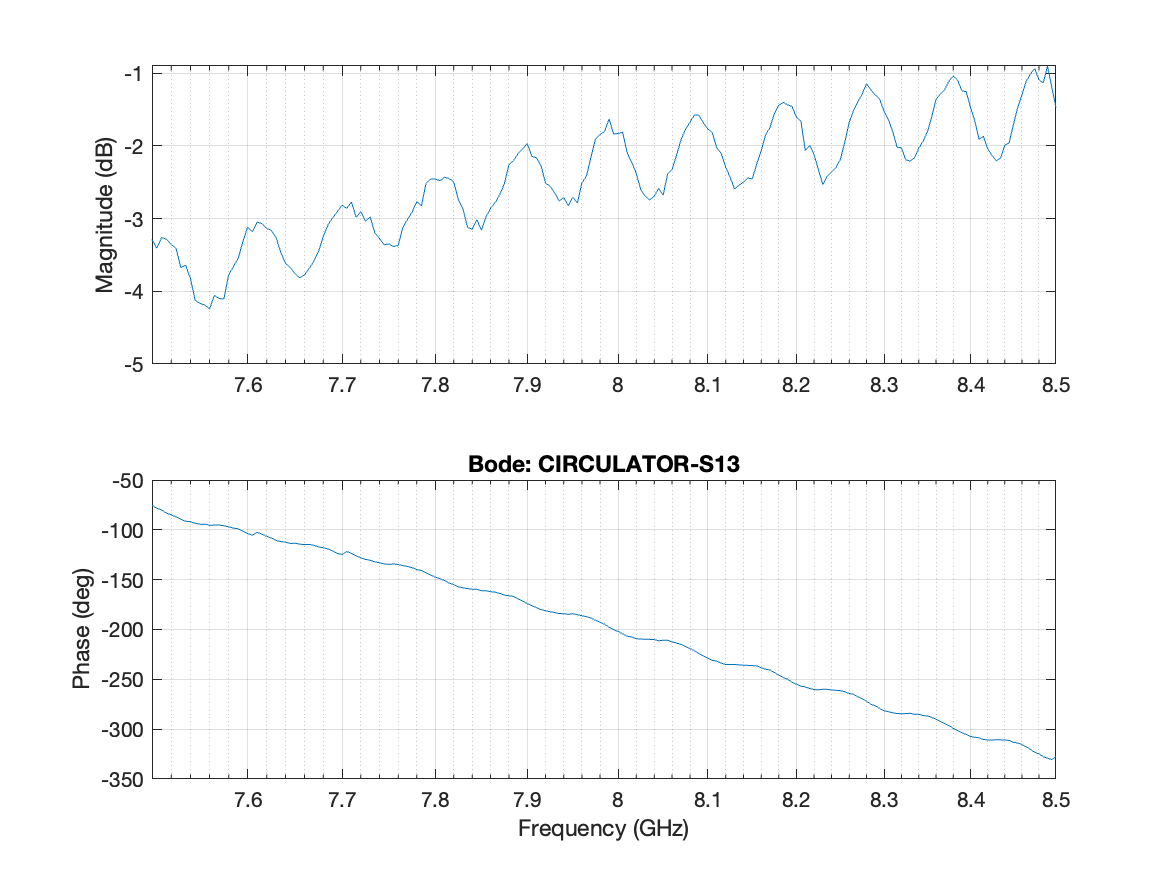 -1
-2
-3
-4
-5
Magnitude (dB)
7.6 7.7 7.8 7.9 8 8.1 8.2 8.3 8.4 8.5
Bode: CIRCULATOR-S13
-50
-100
-150
-200
-250
-300
-350
Phase (deg)
7.6 7.7 7.8 7.9 8 8.1 8.2 8.3 8.4 8.5
Frequency (GHz)